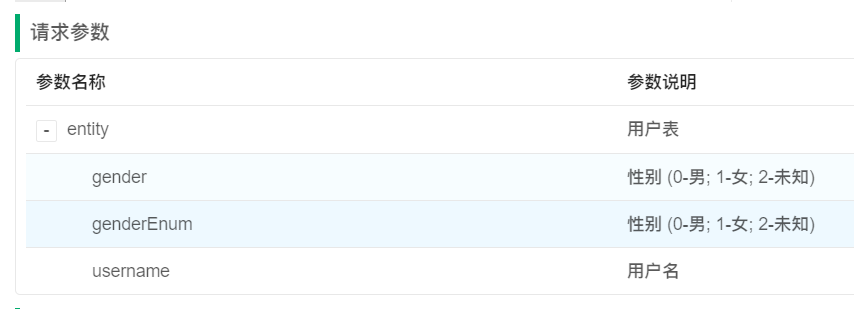 请求参数
参数名称 参数说明
- entity 用户表
gender 性别 (0-男; 1-女; 2-未知)
genderEnum 性别 (0-男; 1-女; 2-未知)
username 用户名